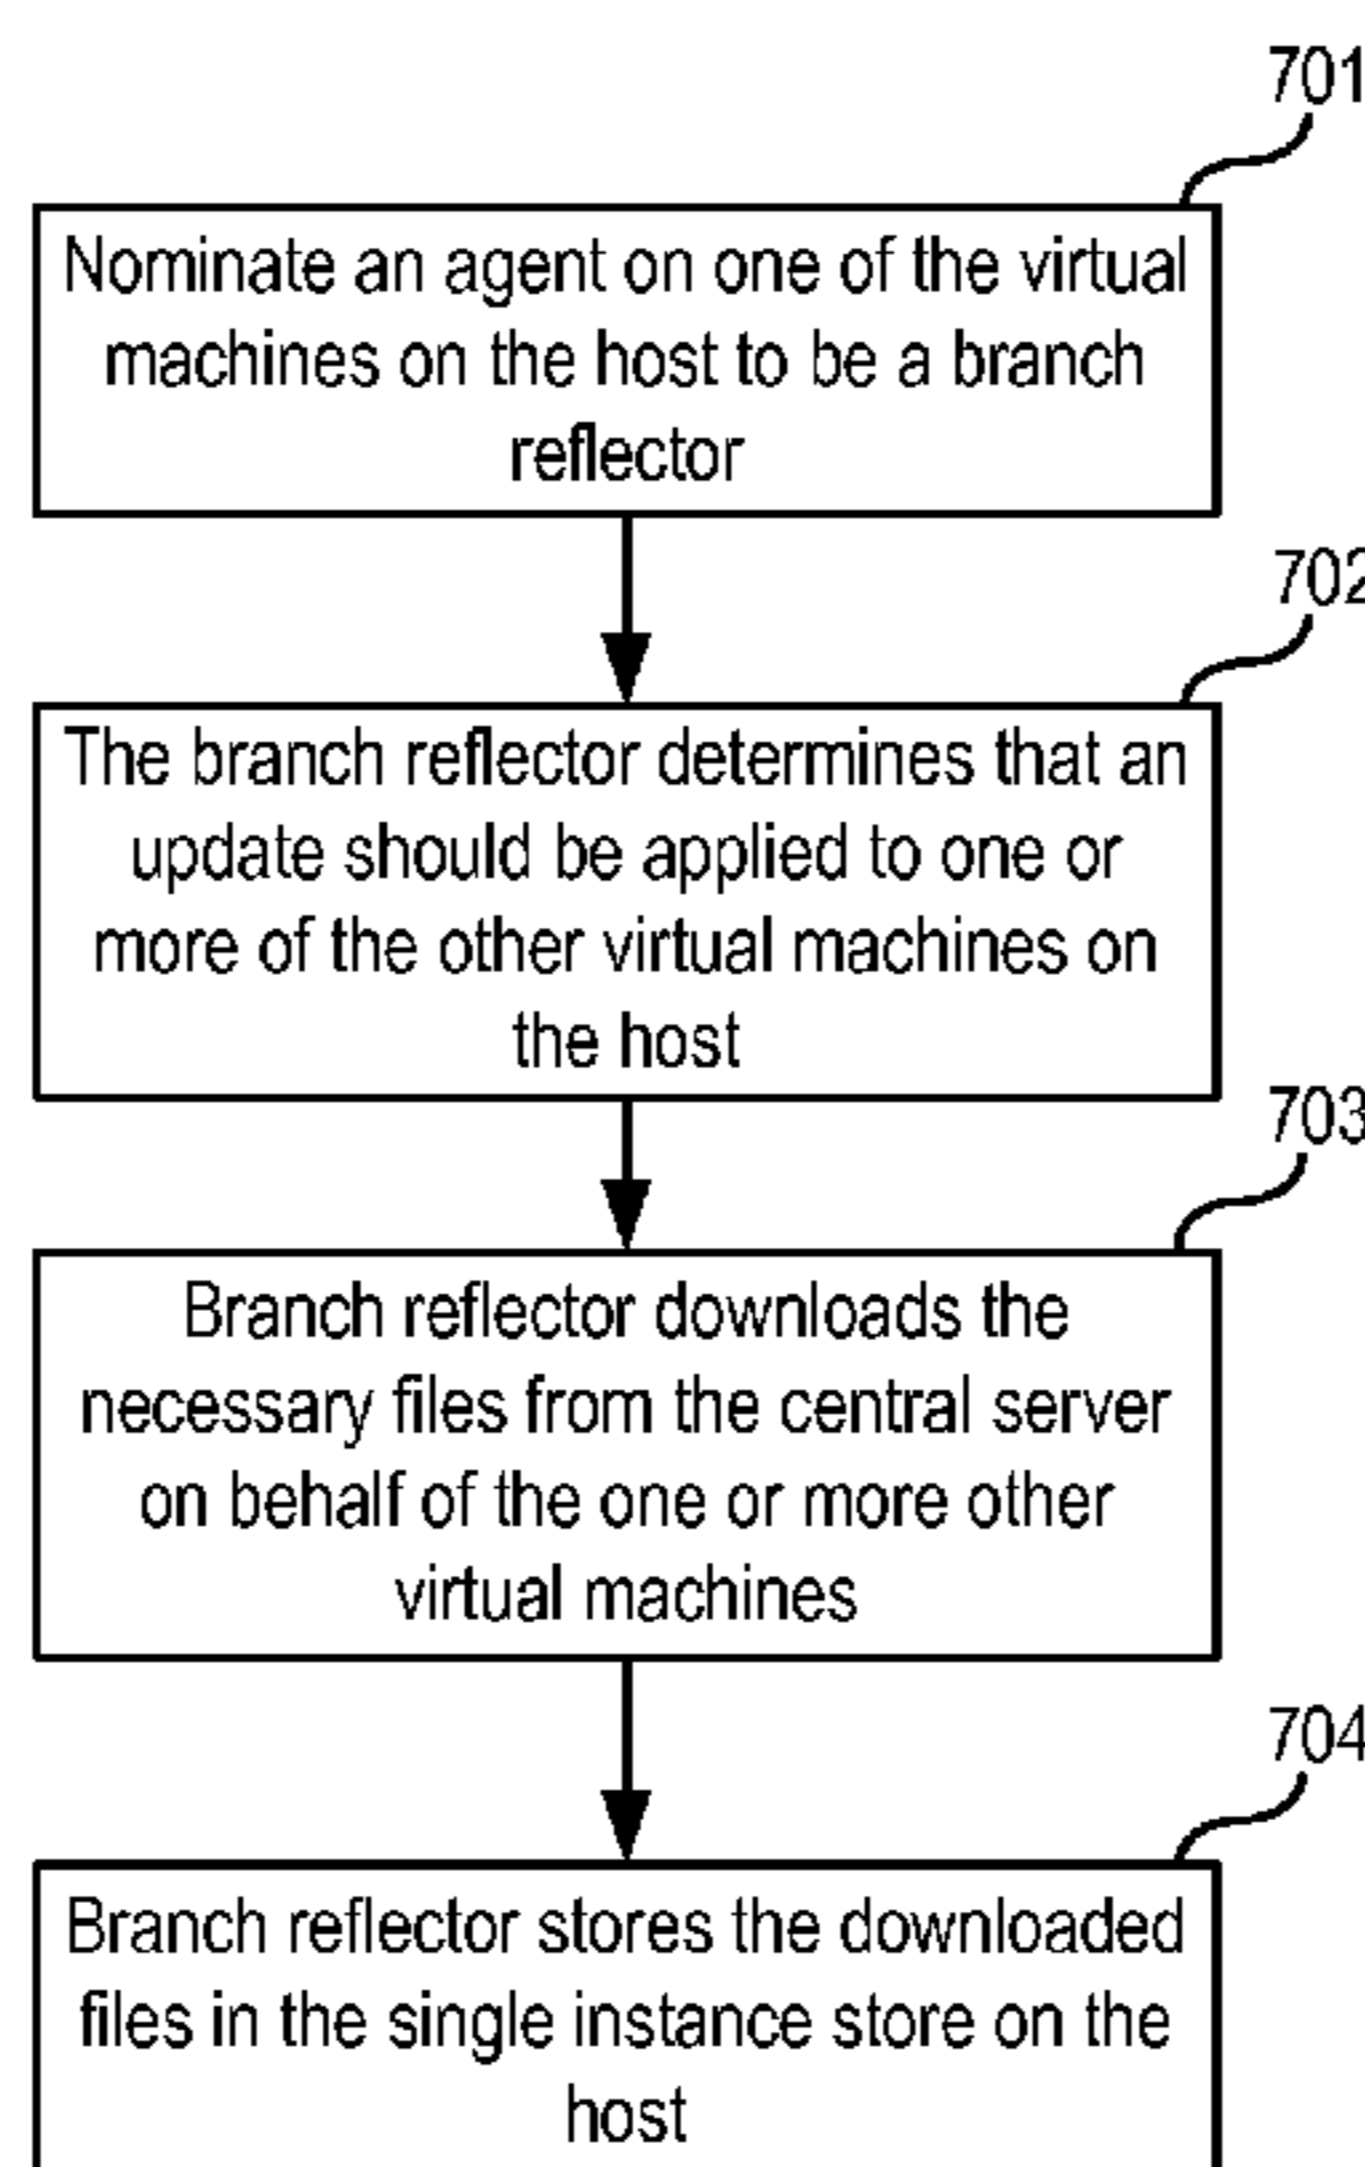 701
Nominate an agent on one of the virtual
machines on the host to be a branch
reflector
702
The branch reflector determines that an
update should be applied to one or
more of the other virtual machines on
the host
703
Branch reflector downloads the
necessary files from the central server
on behalf of the one or more other
virtual machines
704
Branch reflector stores the downloaded
files in the single instance store on the
host